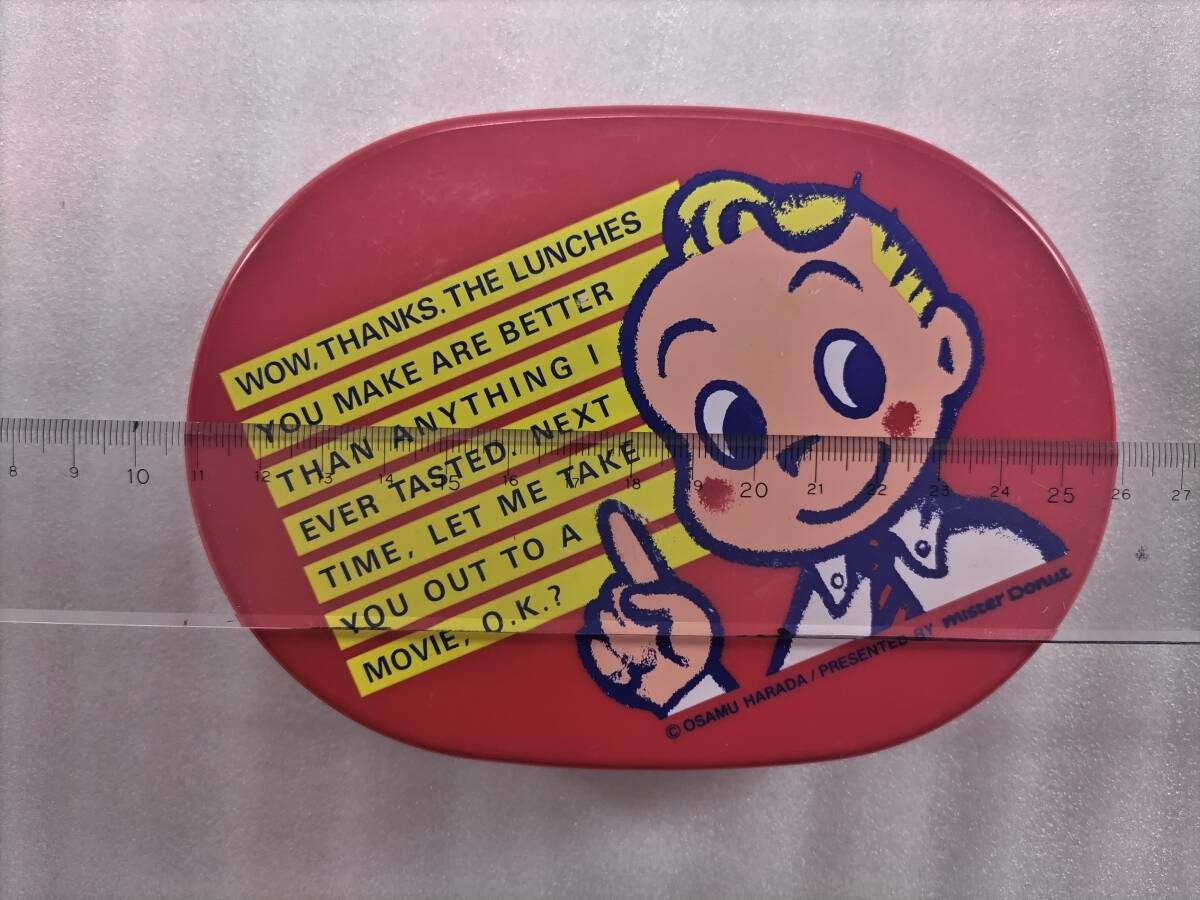 WOW, THANKS. THE LUNCHES
YOU MAKE ARE BETTER
THAN ANYTHING I
EVER TASTED. NEXT
TIME, LET ME TAKE
YOU OUT TO A
MOVIE, O.K.?
8 9 10 11 12 13 14 15 16 17 18 19 20 21 22 23 24 25 26 27
© OSAMU HARADA / PRESENTED BY mister Donut